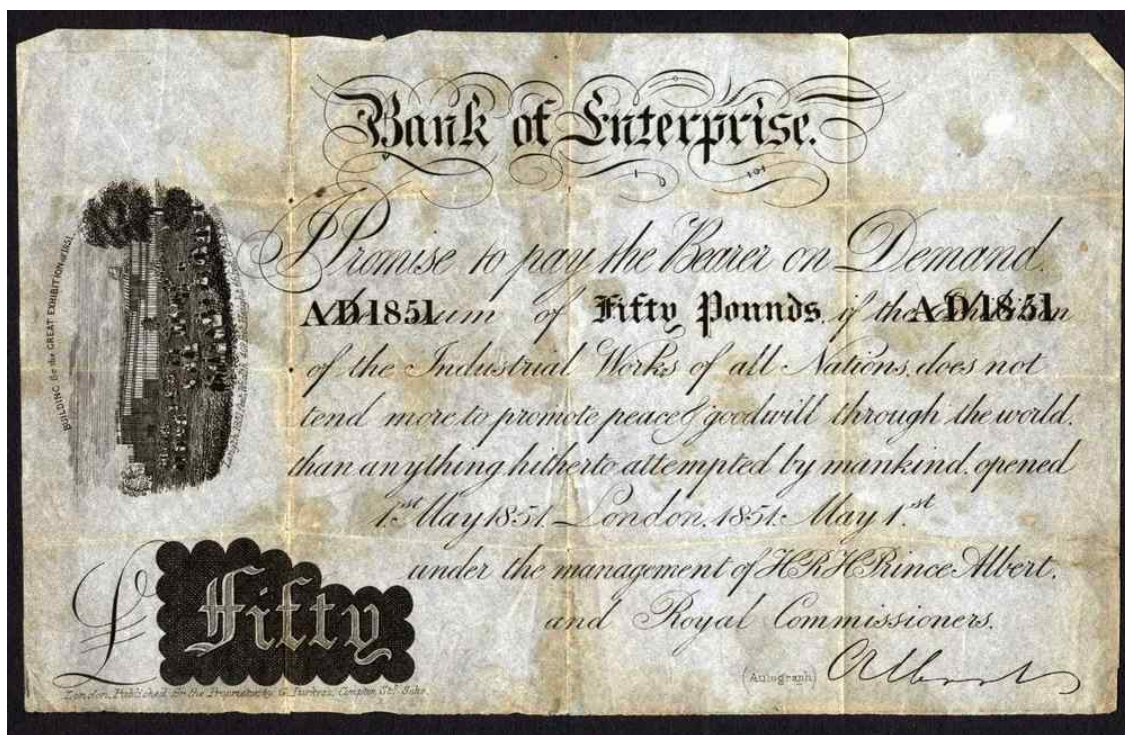 Bank of Enterprise.
I Promise to pay the Bearer on Demand.
AD1851 um of Fifty Pounds, if the AD1851
of the Industrial Works of all Nations, does not
tend more to promote peace & goodwill through the world,
than anything hitherto attempted by mankind. opened
1st May 1851. London, 1851. May 1st
under the management of HRH Prince Albert,
and Royal Commissioners.
(Autograph) Albert
£ Fifty
London, Published for the Proprietor by G. Purkess, Compton St. Soho.
BUILDING for the GREAT EXHIBITION of 1851.